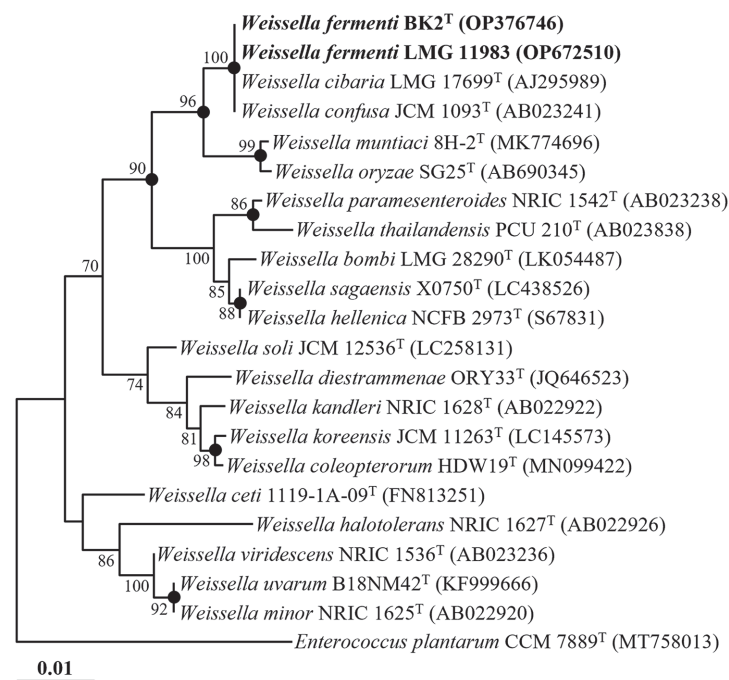 Weissella fermenti BK2ᵀ (OP376746)
Weissella fermenti LMG 11983 (OP672510)
100
Weissella cibaria LMG 17699ᵀ (AJ295989)
96
Weissella confusa JCM 1093ᵀ (AB023241)
99
Weissella muntiaci 8H-2ᵀ (MK774696)
90
Weissella oryzae SG25ᵀ (AB690345)
86
Weissella paramesenteroides NRIC 1542ᵀ (AB023238)
Weissella thailandensis PCU 210ᵀ (AB023838)
100
Weissella bombi LMG 28290ᵀ (LK054487)
70
85
Weissella sagaensis X0750ᵀ (LC438526)
88
Weissella hellenica NCFB 2973ᵀ (S67831)
Weissella soli JCM 12536ᵀ (LC258131)
74
Weissella diestrammenae ORY33ᵀ (JQ646523)
84
Weissella kandleri NRIC 1628ᵀ (AB022922)
81
Weissella koreensis JCM 11263ᵀ (LC145573)
98
Weissella coleopterorum HDW19ᵀ (MN099422)
Weissella ceti 1119-1A-09ᵀ (FN813251)
Weissella halotolerans NRIC 1627ᵀ (AB022926)
86
Weissella viridescens NRIC 1536ᵀ (AB023236)
100
Weissella uvarum B18NM42ᵀ (KF999666)
92
Weissella minor NRIC 1625ᵀ (AB022920)
Enterococcus plantarum CCM 7889ᵀ (MT758013)
0.01